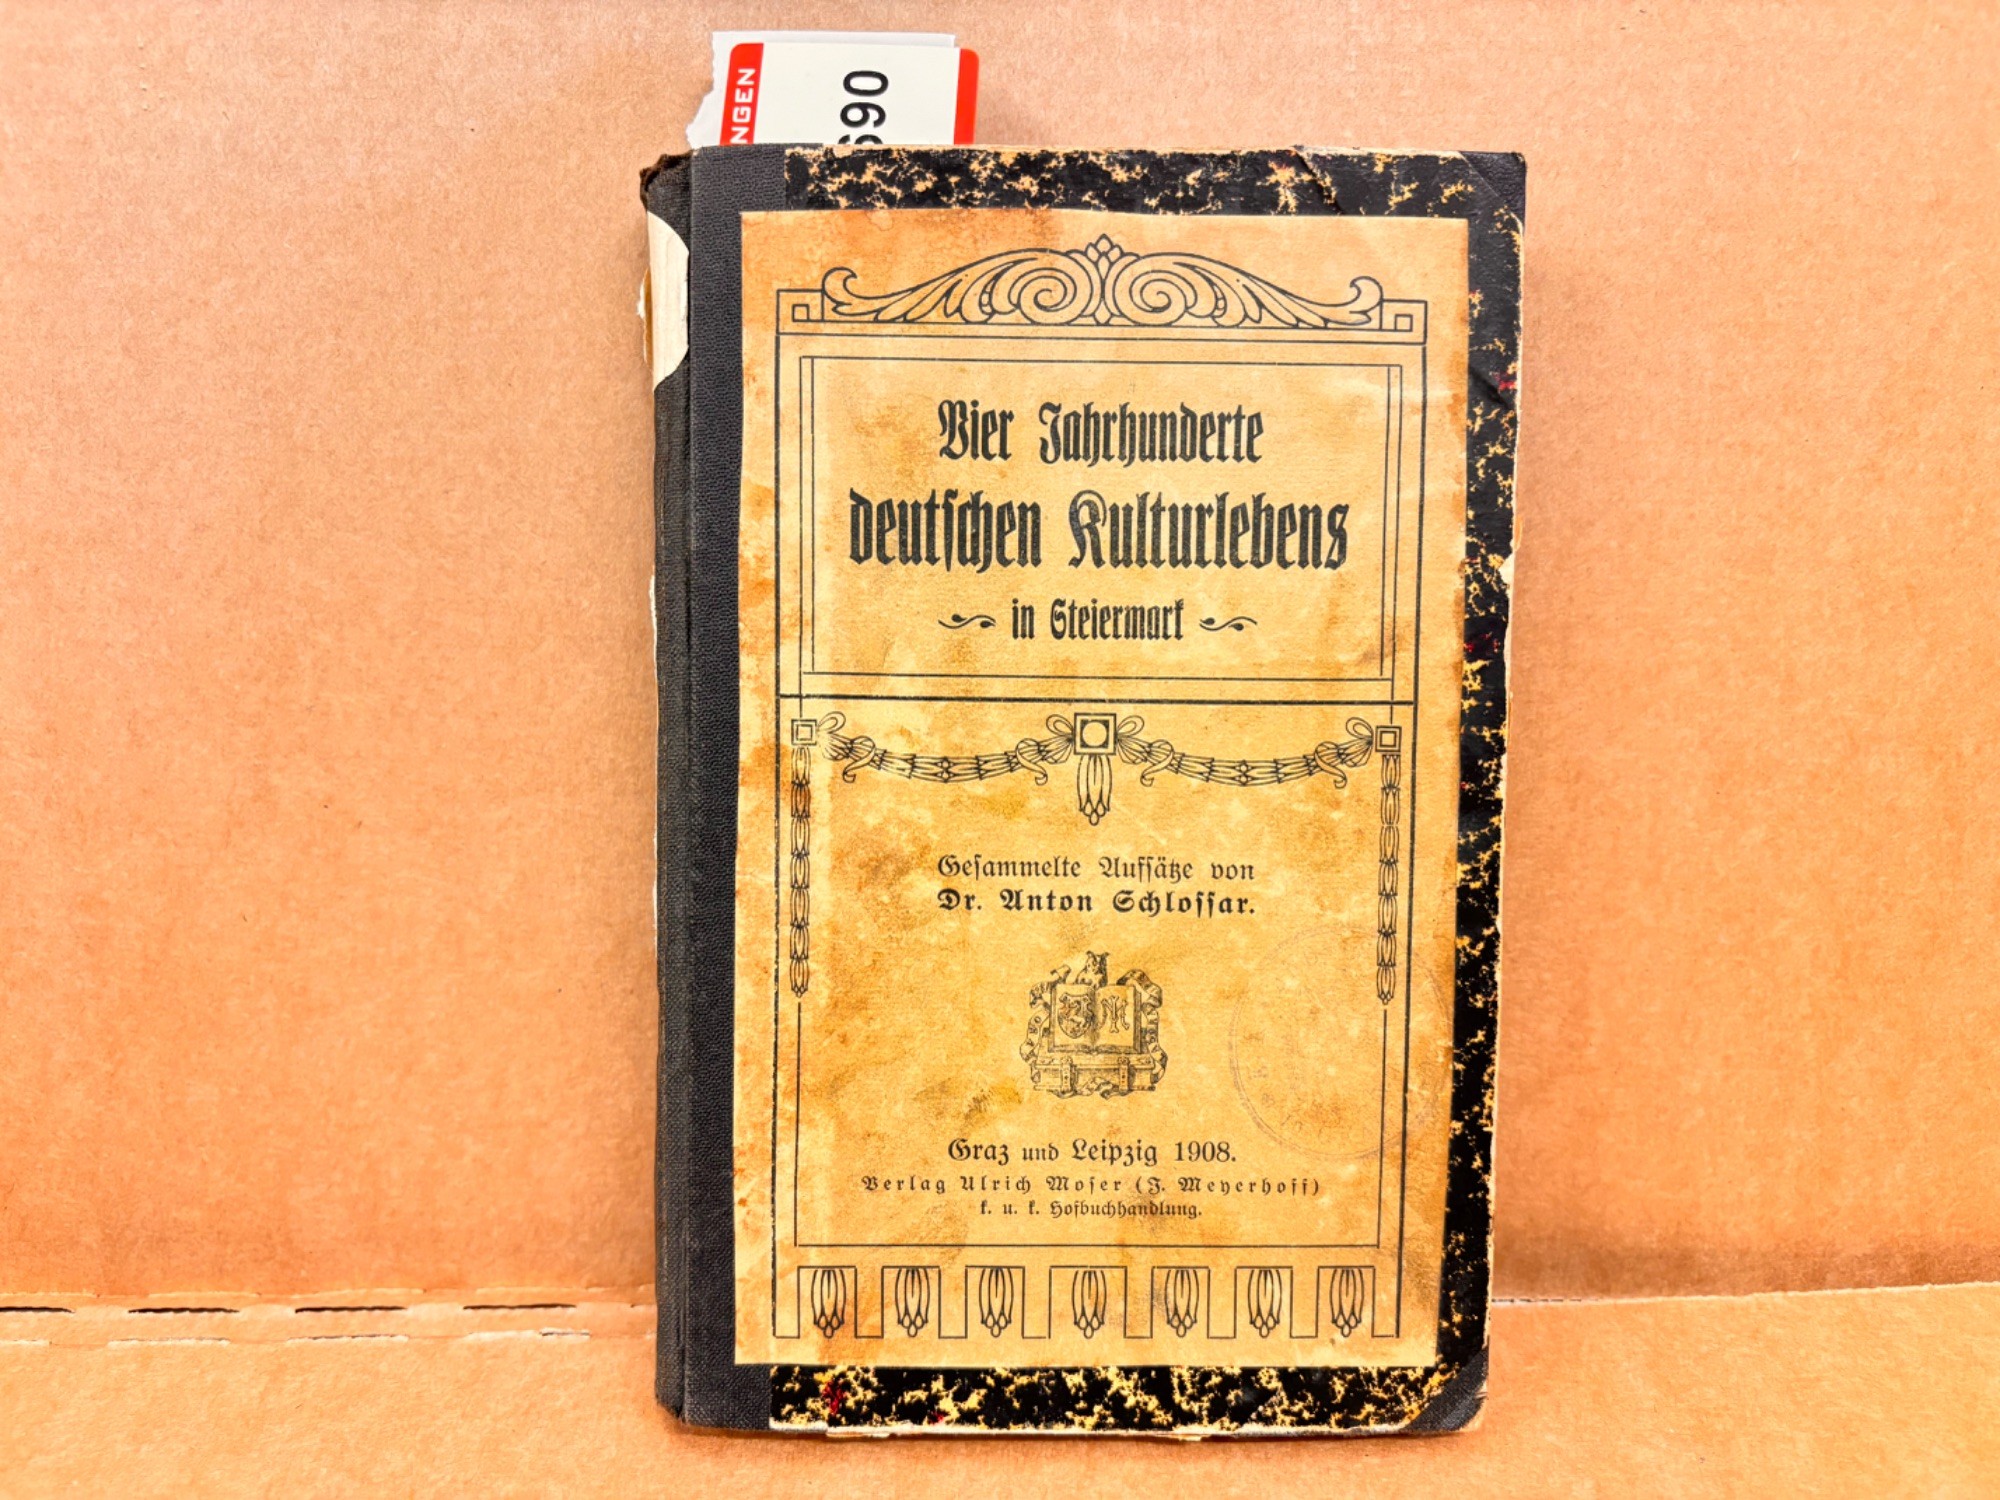 NGEN
690
Vier Jahrhunderte
deutschen Kulturlebens
in Steiermark
Gesammelte Aufsätze von
Dr. Anton Schlossar.
Graz und Leipzig 1908.
Verlag Ulrich Moser (J. Meyerhoff)
k. u. k. Hofbuchhandlung.